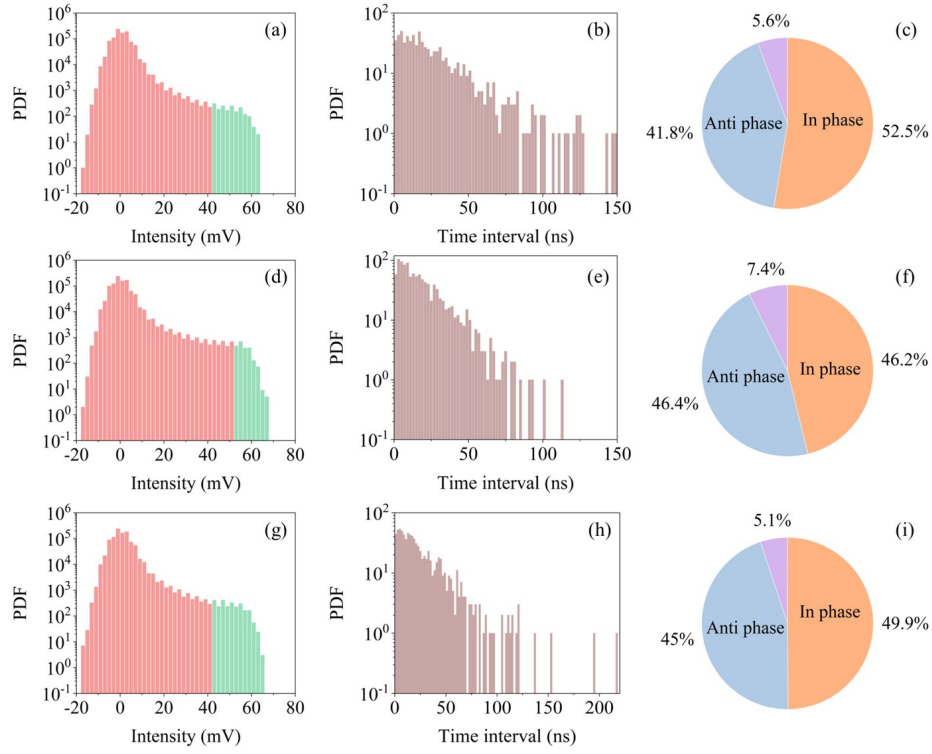 10^6
10^5
10^4
10^3
10^2
10^1
10^0
10^-1
PDF
(a)
-20 0 20 40 60 80
Intensity (mV)
10^2
10^1
10^0
10^-1
PDF
(b)
0 50 100 150
Time interval (ns)
(c)
5.6%
41.8%
Anti phase
In phase
52.5%
10^6
10^5
10^4
10^3
10^2
10^1
10^0
10^-1
PDF
(d)
-20 0 20 40 60 80
Intensity (mV)
10^2
10^1
10^0
10^-1
PDF
(e)
0 50 100 150
Time interval (ns)
(f)
7.4%
46.4%
Anti phase
In phase
46.2%
10^6
10^5
10^4
10^3
10^2
10^1
10^0
10^-1
PDF
(g)
-20 0 20 40 60 80
Intensity (mV)
10^2
10^1
10^0
10^-1
PDF
(h)
0 50 100 150 200
Time interval (ns)
(i)
5.1%
45%
Anti phase
In phase
49.9%